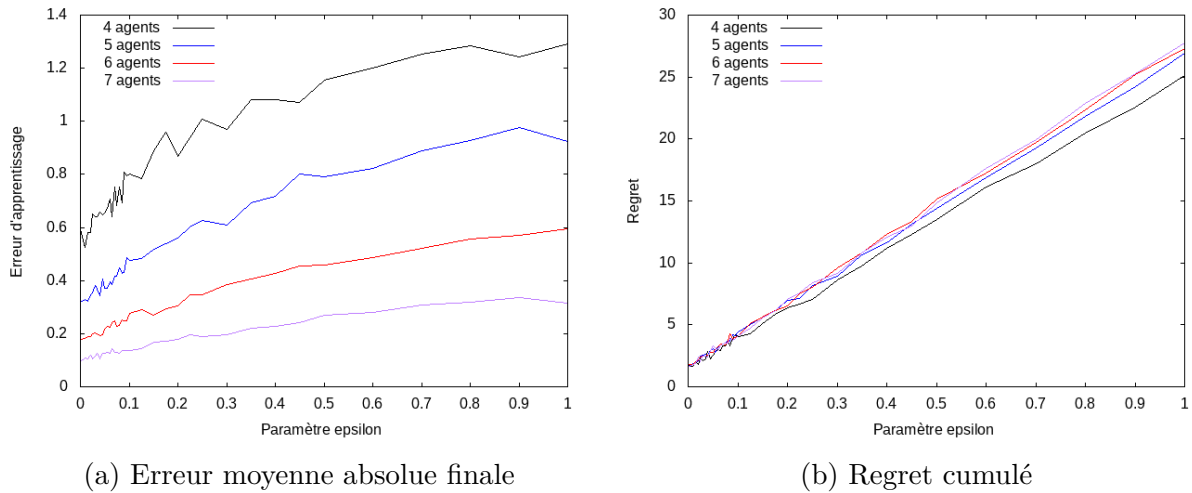 1.4
1.2
1
0.8
0.6
0.4
0.2
0
0 0.1 0.2 0.3 0.4 0.5 0.6 0.7 0.8 0.9 1
Erreur d'apprentissage
Paramètre epsilon
4 agents
5 agents
6 agents
7 agents
(a) Erreur moyenne absolue finale
30
25
20
15
10
5
0
0 0.1 0.2 0.3 0.4 0.5 0.6 0.7 0.8 0.9 1
Regret
Paramètre epsilon
4 agents
5 agents
6 agents
7 agents
(b) Regret cumulé